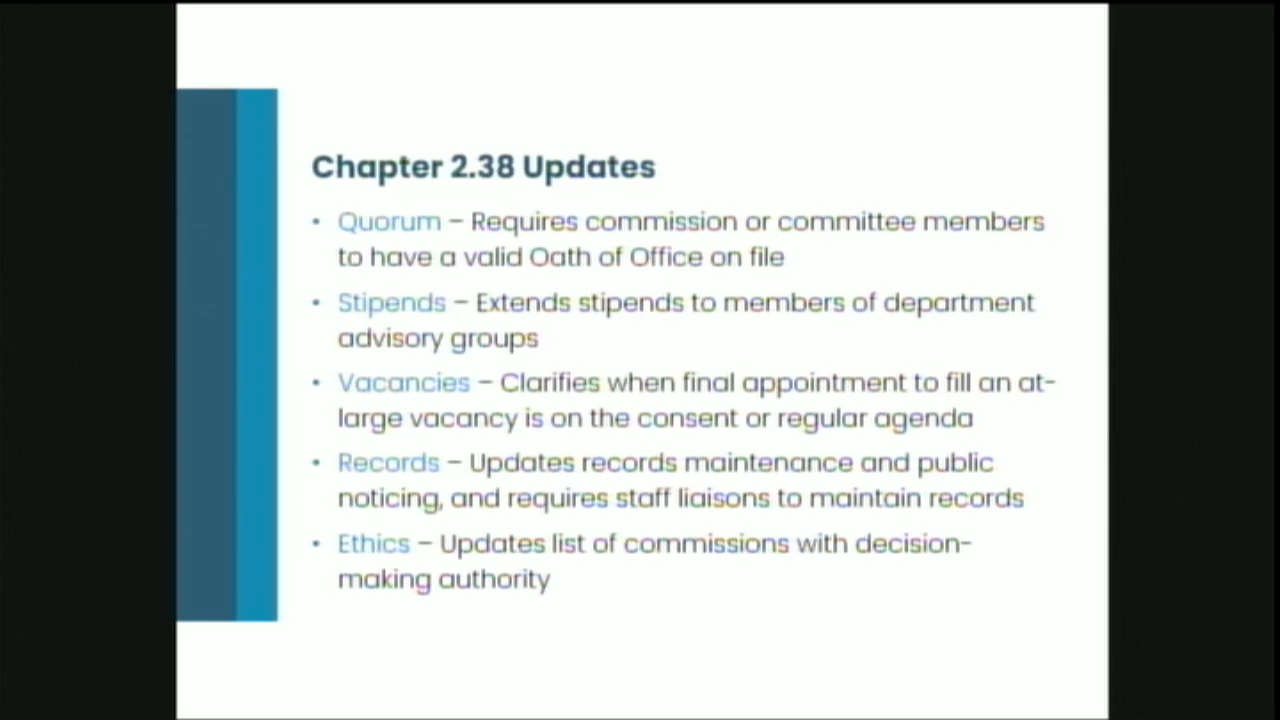 Chapter 2.38 Updates
• Quorum – Requires commission or committee members
to have a valid Oath of Office on file
• Stipends – Extends stipends to members of department
advisory groups
• Vacancies – Clarifies when final appointment to fill an at-
large vacancy is on the consent or regular agenda
• Records – Updates records maintenance and public
noticing, and requires staff liaisons to maintain records
• Ethics – Updates list of commissions with decision-
making authority